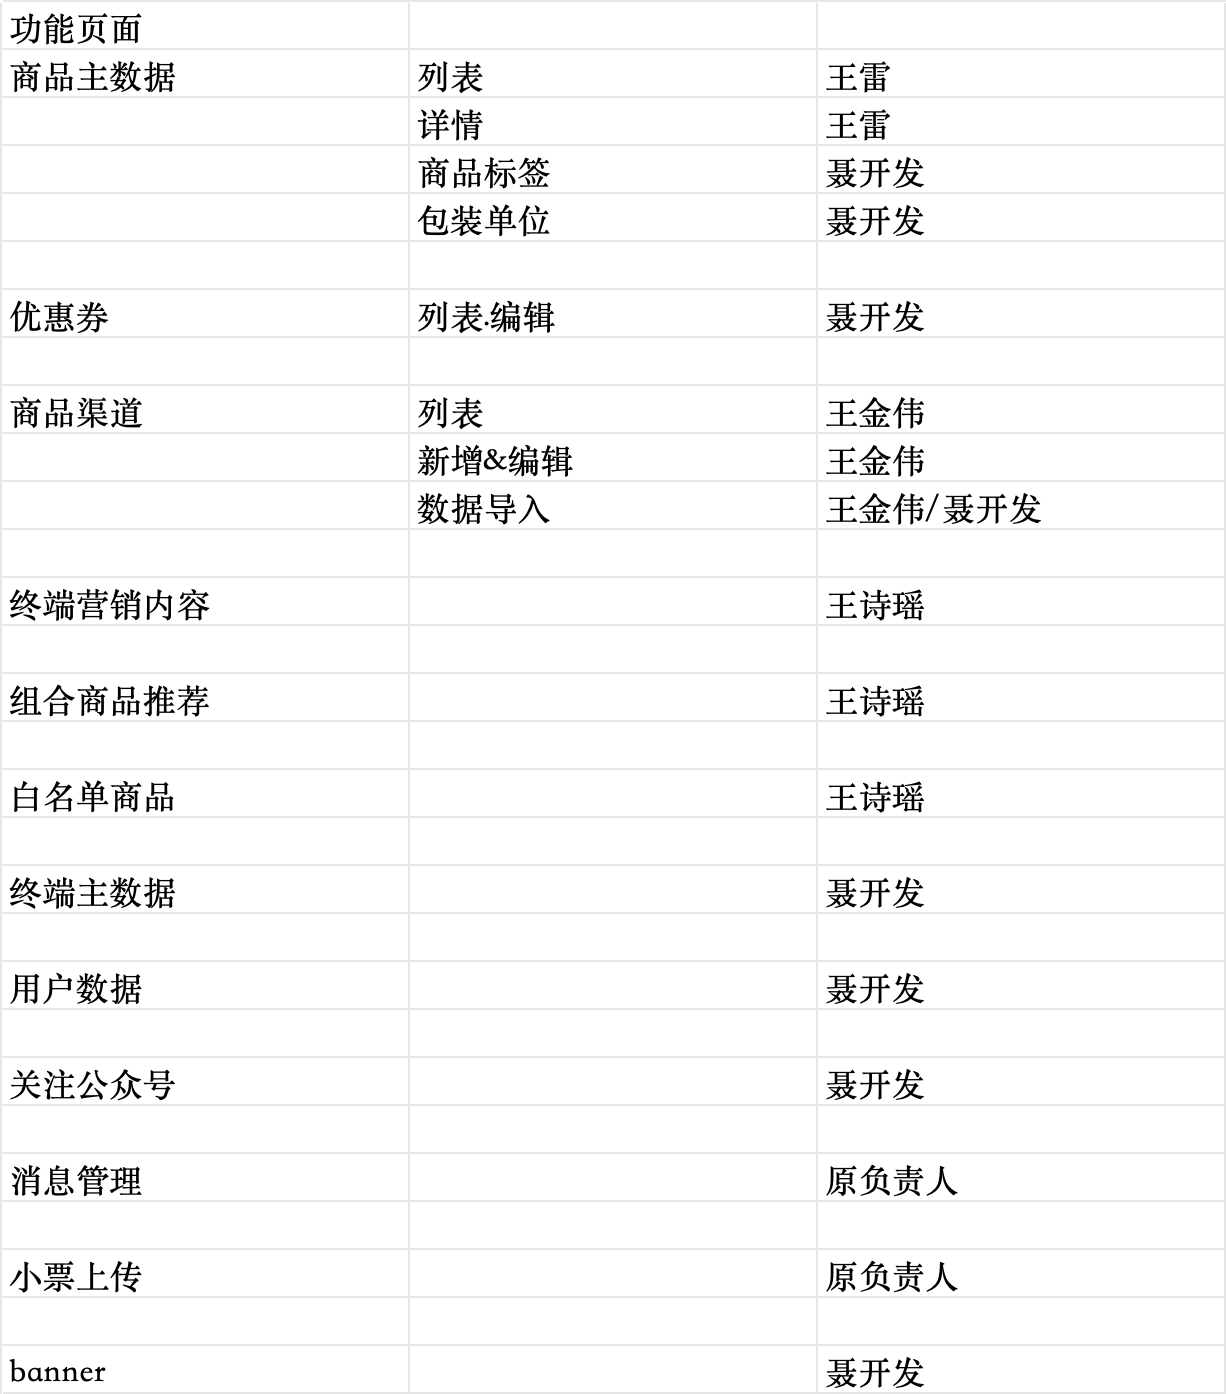 功能页面
商品主数据 列表 王雷
详情 王雷
商品标签 聂开发
包装单位 聂开发
优惠券 列表.编辑 聂开发
商品渠道 列表 王金伟
新增&编辑 王金伟
数据导入 王金伟/聂开发
终端营销内容 王诗瑶
组合商品推荐 王诗瑶
白名单商品 王诗瑶
终端主数据 聂开发
用户数据 聂开发
关注公众号 聂开发
消息管理 原负责人
小票上传 原负责人
banner 聂开发